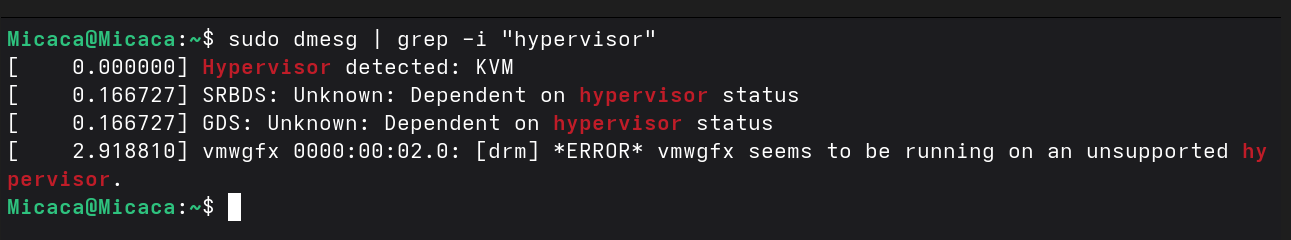 Micaca@Micaca:~$ sudo dmesg | grep -i "hypervisor"
[    0.000000] Hypervisor detected: KVM
[    0.166727] SRBDS: Unknown: Dependent on hypervisor status
[    0.166727] GDS: Unknown: Dependent on hypervisor status
[    2.918810] vmwgfx 0000:00:02.0: [drm] *ERROR* vmwgfx seems to be running on an unsupported hy
pervisor.
Micaca@Micaca:~$